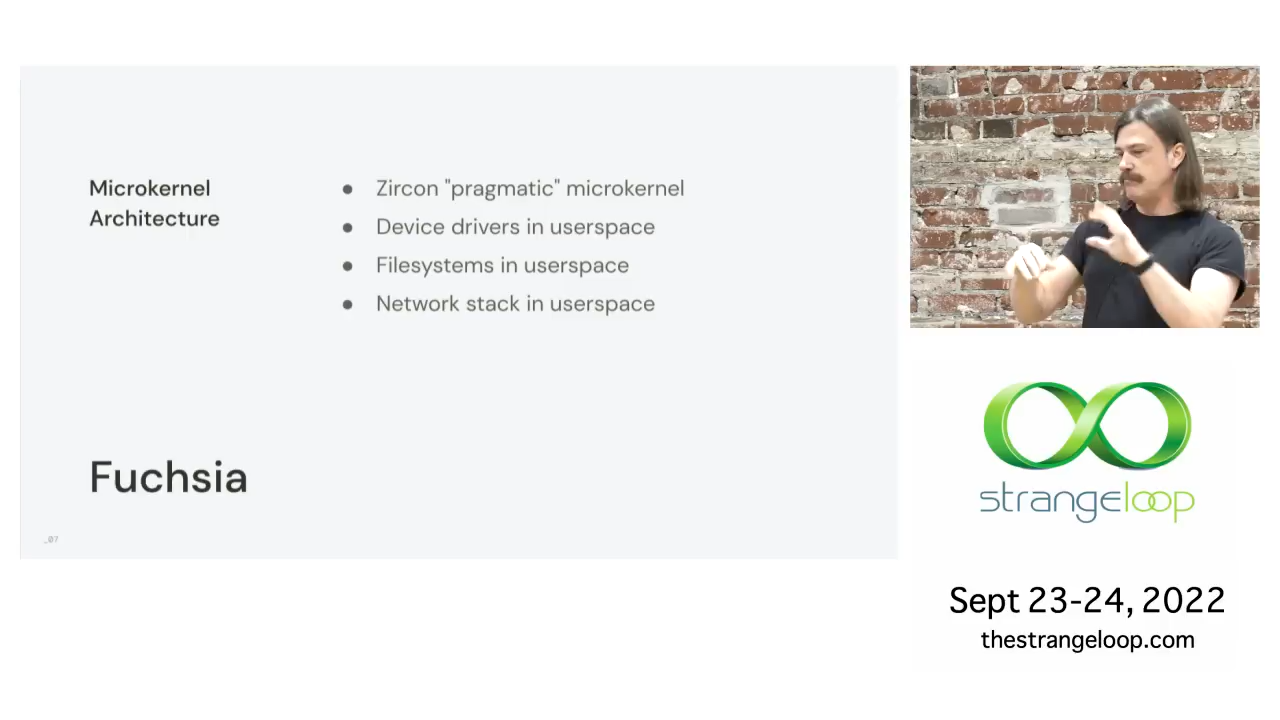 Microkernel
Architecture
● Zircon "pragmatic" microkernel
● Device drivers in userspace
● Filesystems in userspace
● Network stack in userspace
Fuchsia
_07
strangeloop
Sept 23-24, 2022
thestrangeloop.com